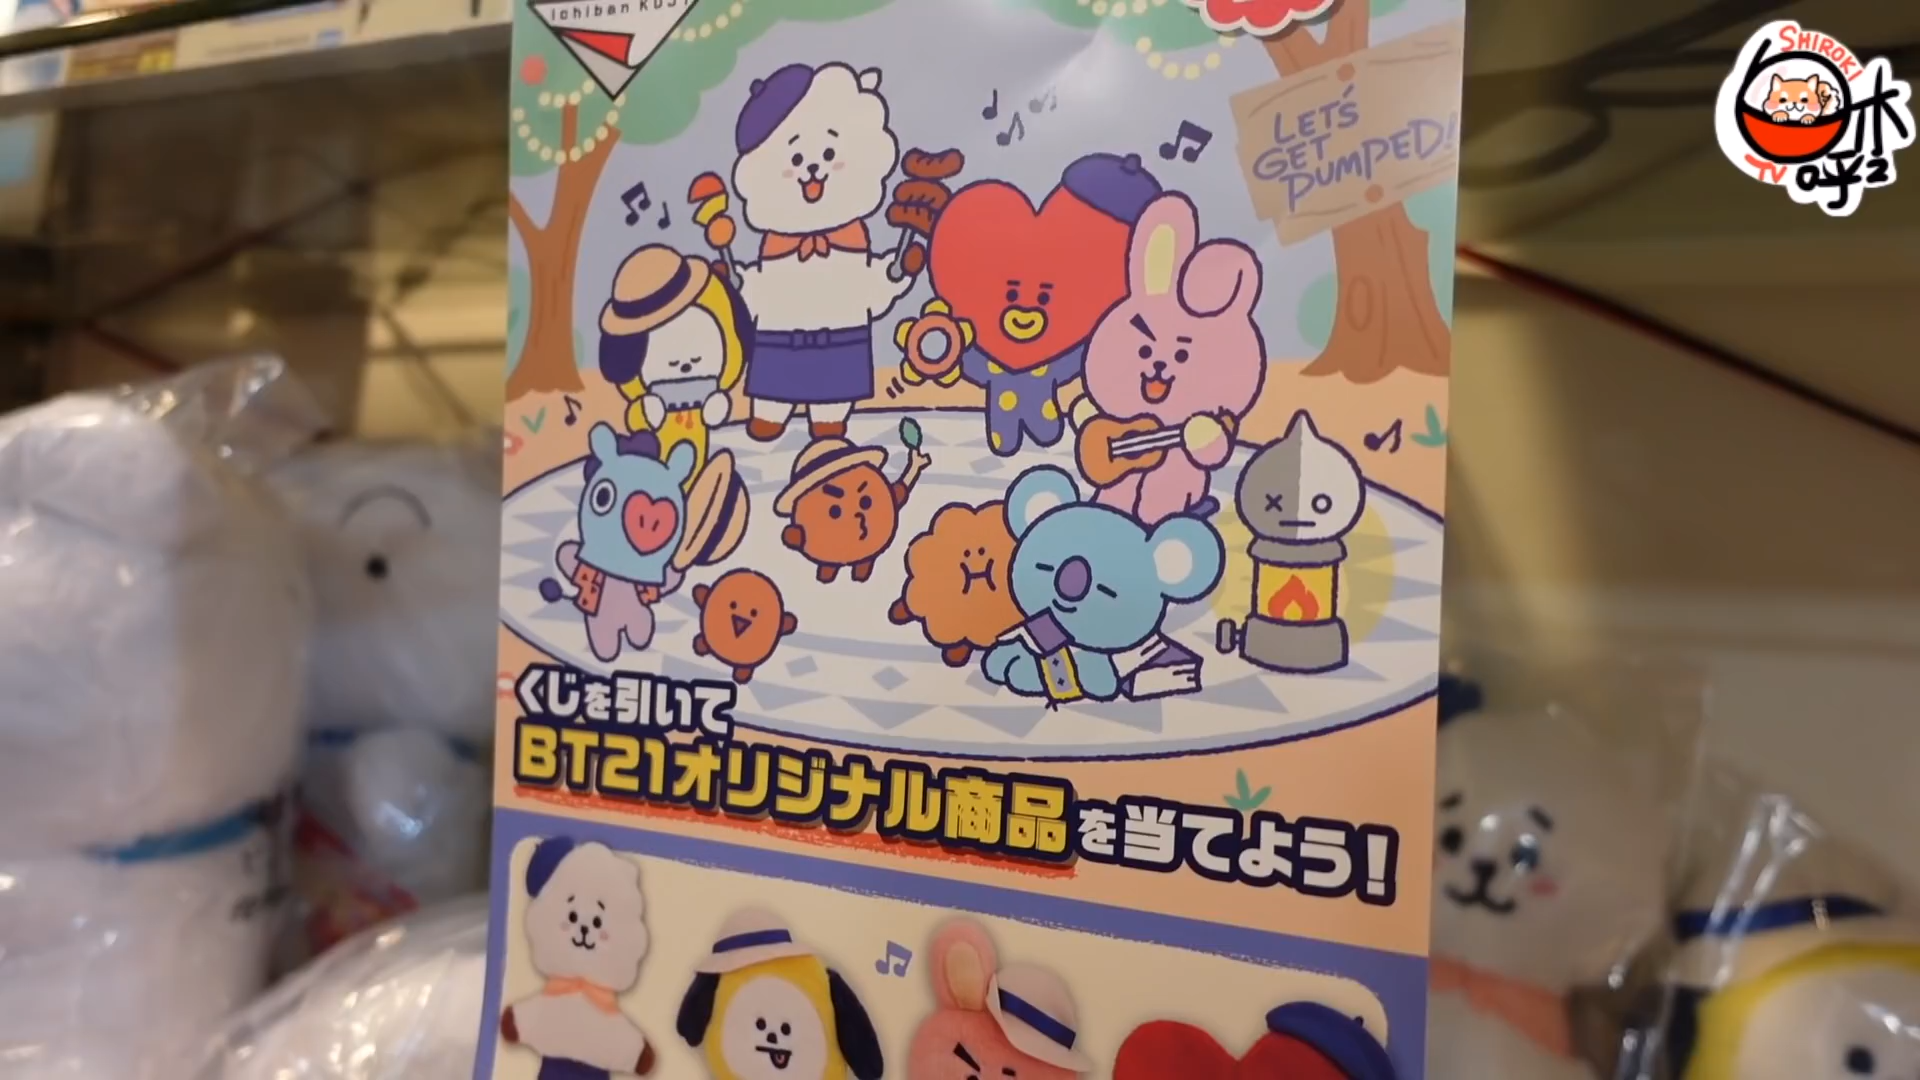 Ichiban KUJI
LET'S
GET
PUMPED!
くじを引いて
BT21オリジナル商品を当てよう!
SHIROKI
TV